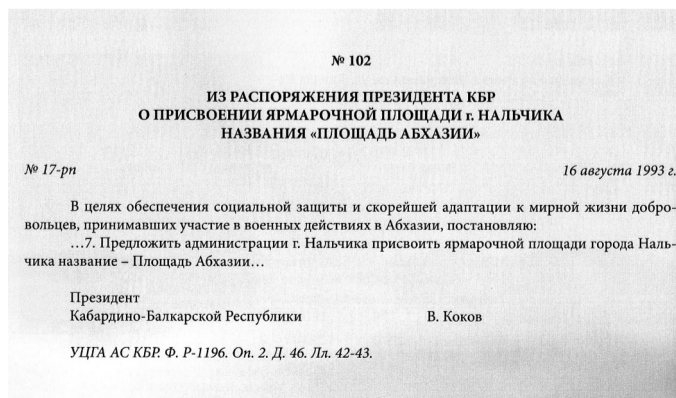 № 102
ИЗ РАСПОРЯЖЕНИЯ ПРЕЗИДЕНТА КБР
О ПРИСВОЕНИИ ЯРМАРОЧНОЙ ПЛОЩАДИ г. НАЛЬЧИКА
НАЗВАНИЯ «ПЛОЩАДЬ АБХАЗИИ»
№ 17-рп 16 августа 1993 г.
В целях обеспечения социальной защиты и скорейшей адаптации к мирной жизни добро-
вольцев, принимавших участие в военных действиях в Абхазии, постановляю:
…7. Предложить администрации г. Нальчика присвоить ярмарочной площади города Наль-
чика название – Площадь Абхазии…
Президент
Кабардино-Балкарской Республики В. Коков
УЦГА АС КБР. Ф. Р-1196. Оп. 2. Д. 46. Лл. 42-43.